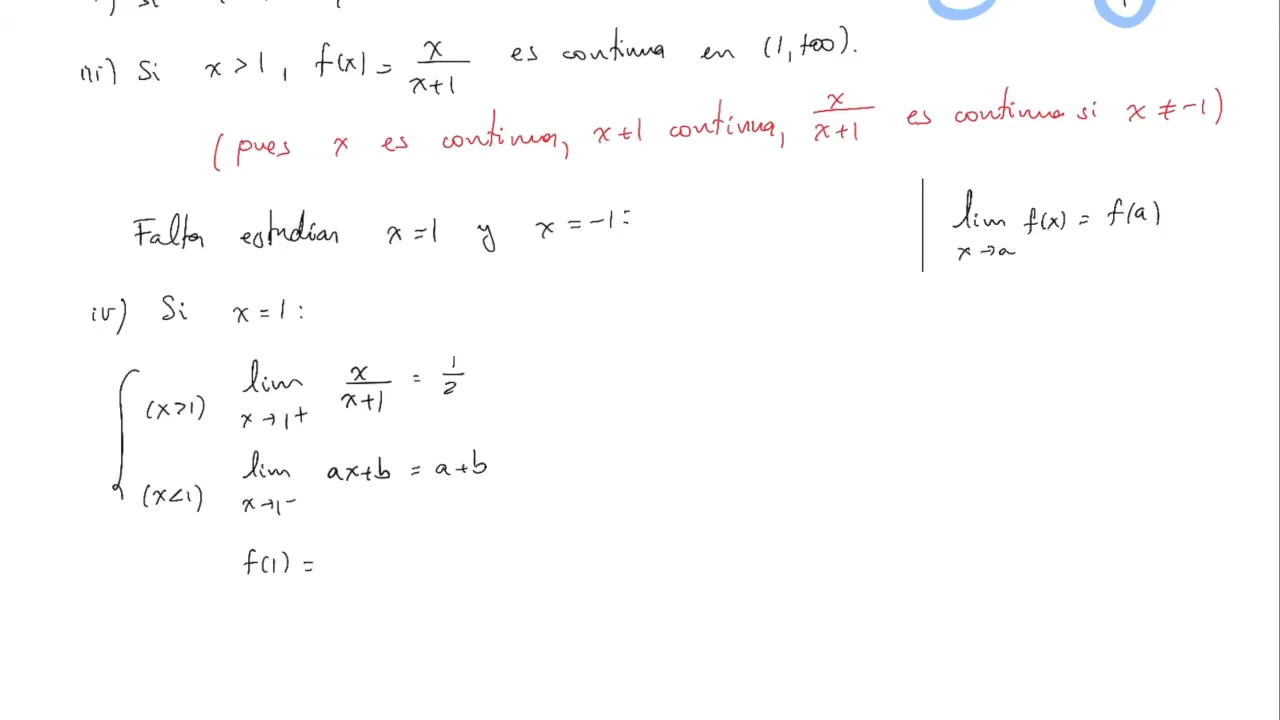 iii) Si x > 1, f(x) = x/(x+1) es continua en (1, +∞).
(pues x es continua, x+1 continua, x/(x+1) es continua si x ≠ -1)
Falta estudiar x = 1 y x = -1:
lim x→a f(x) = f(a)
iv) Si x = 1:
(x>1) lim x→1+ x/(x+1) = 1/2
(x<1) lim x→1- ax+b = a+b
f(1) =